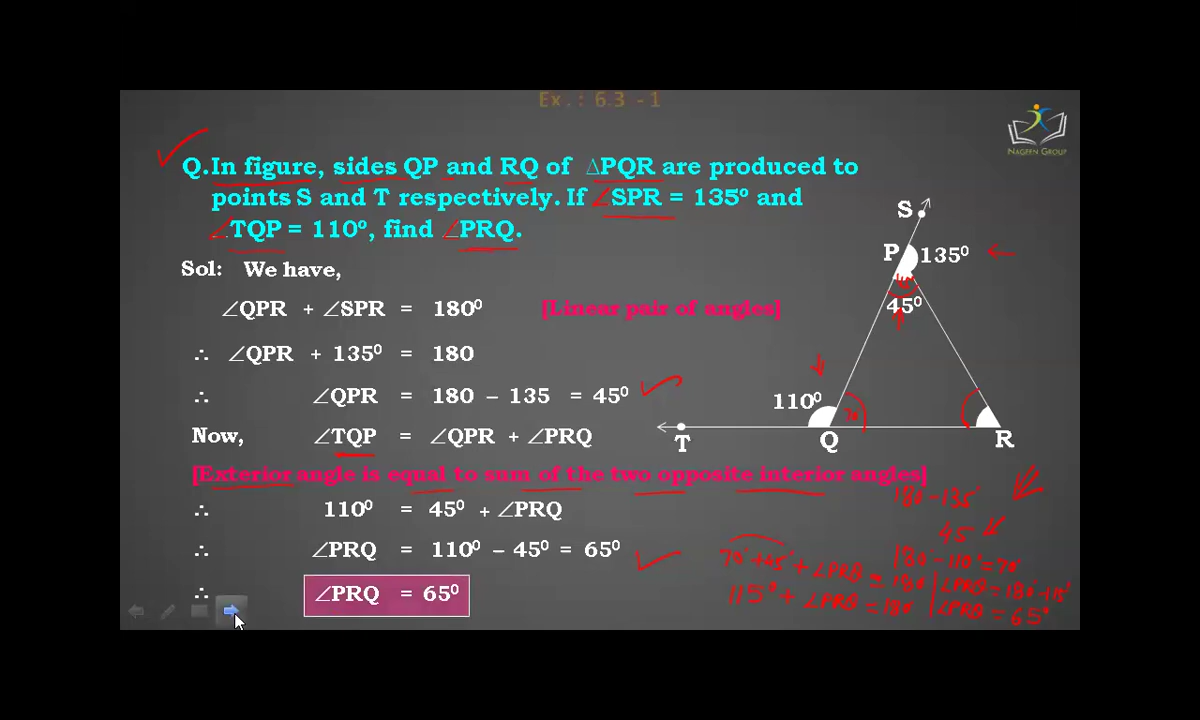 Ex.: 6.3 - 1
NAGEEN GROUP
Q.In figure, sides QP and RQ of ΔPQR are produced to
points S and T respectively. If ∠SPR = 135º and
∠TQP = 110º, find ∠PRQ.
Sol: We have,
∠QPR + ∠SPR = 180⁰ [Linear pair of angles]
∴ ∠QPR + 135⁰ = 180
∴ ∠QPR = 180 – 135 = 45⁰
Now, ∠TQP = ∠QPR + ∠PRQ
[Exterior angle is equal to sum of the two opposite interior angles]
∴ 110⁰ = 45⁰ + ∠PRQ
∴ ∠PRQ = 110⁰ – 45⁰ = 65⁰
∴ ∠PRQ = 65⁰
S
P 135⁰
45⁰
110⁰ 70
T Q R
180-135°
45
180-110°=70°
70°+45°+∠PRQ=180
115°+∠PRQ=180
∠PRQ=180-115°
∠PRQ=65°